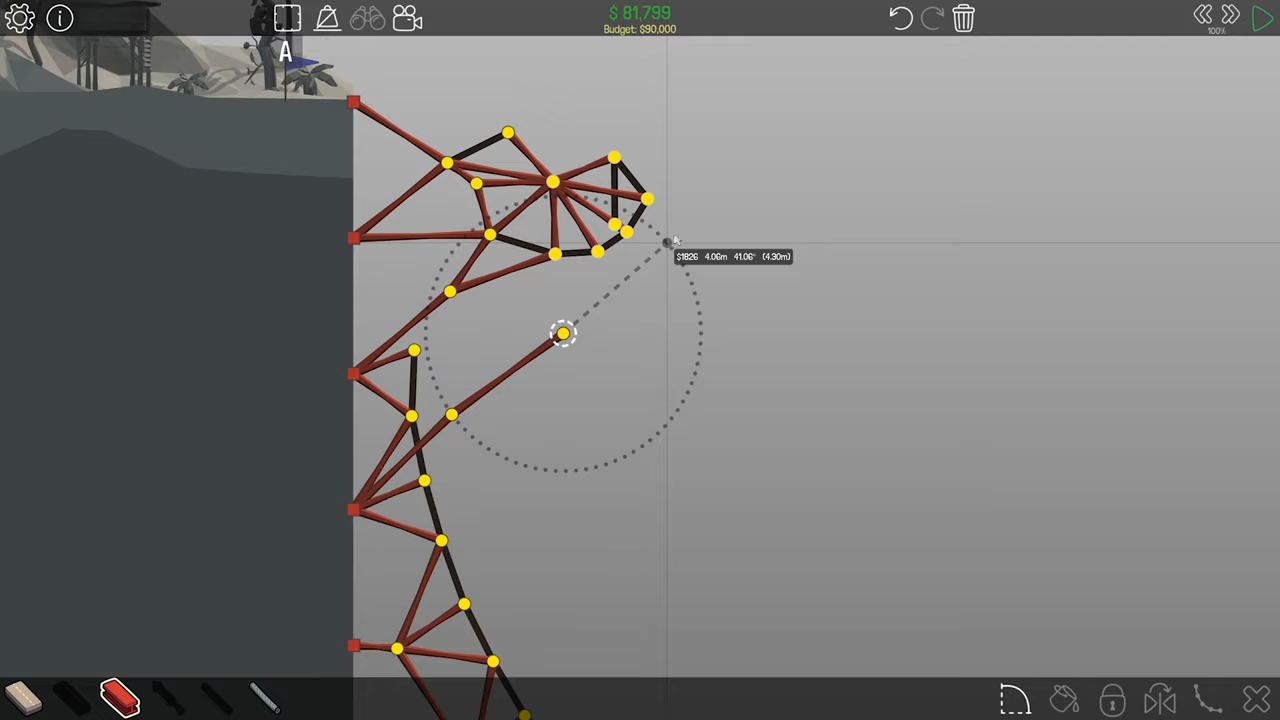 $ 81,799
Budget: $90,000
100%
A
$1826 4.06m 41.06° (4.30m)